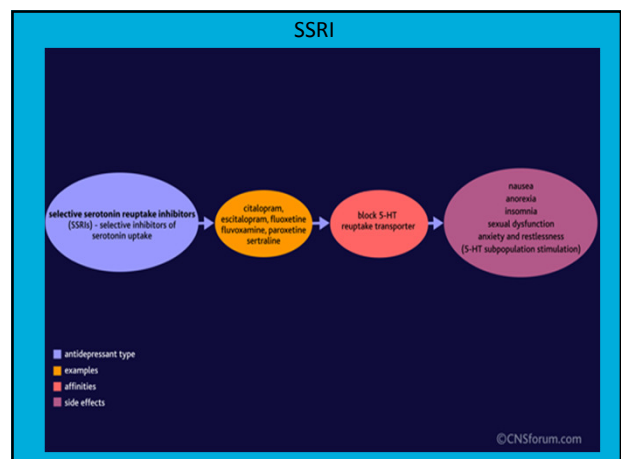 SSRI
selective serotonin reuptake inhibitors
(SSRIs) - selective inhibitors of
serotonin uptake
citalopram,
escitalopram, fluoxetine
fluvoxamine, paroxetine
sertraline
block 5-HT
reuptake transporter
nausea
anorexia
insomnia
sexual dysfunction
anxiety and restlessness
(5-HT subpopulation stimulation)
antidepressant type
examples
affinities
side effects
©CNSforum.com